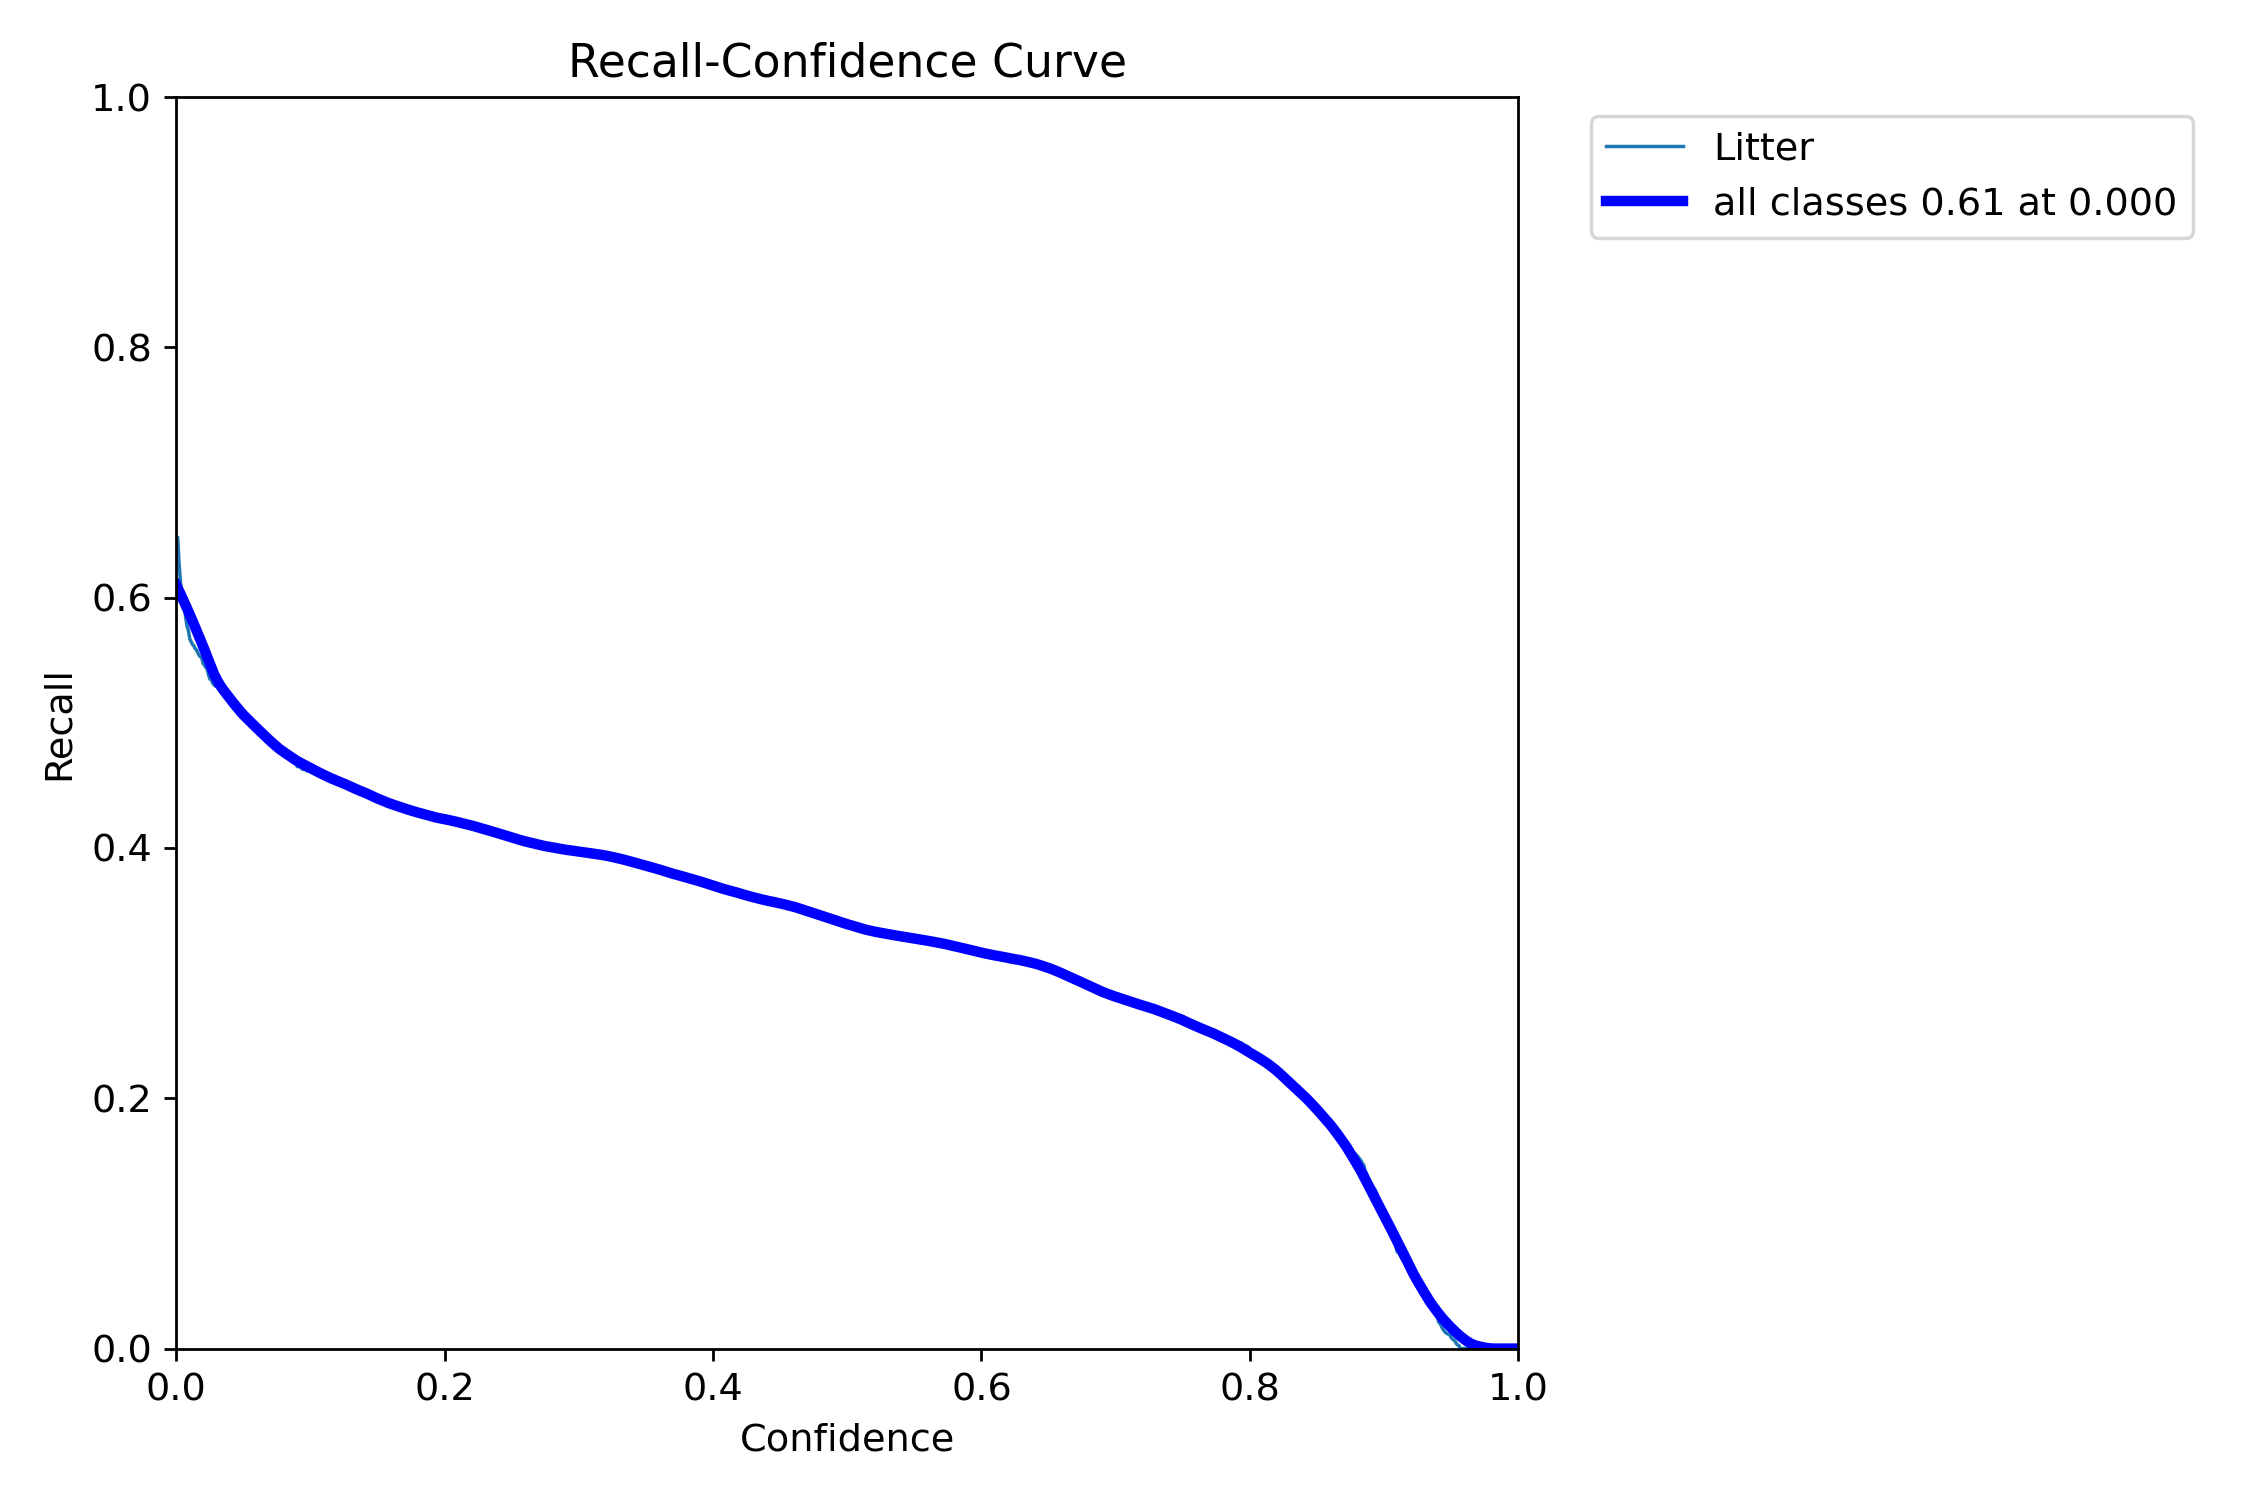 Recall-Confidence Curve
1.0
0.8
0.6
0.4
0.2
0.0
Recall
0.0 0.2 0.4 0.6 0.8 1.0
Confidence
Litter
all classes 0.61 at 0.000